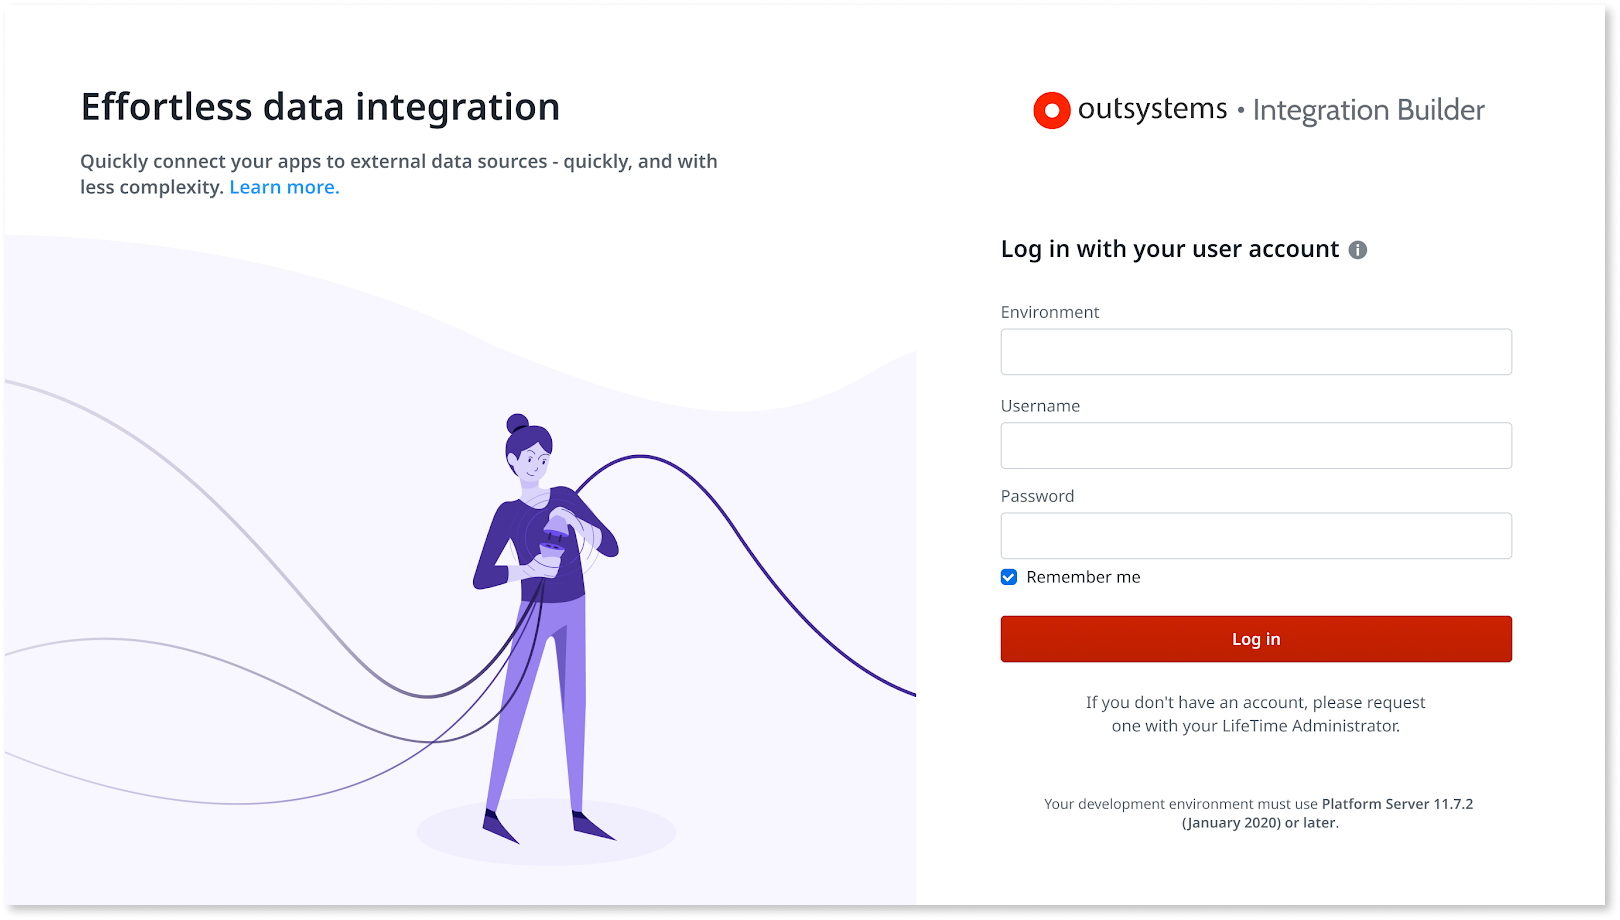 Effortless data integration
Quickly connect your apps to external data sources - quickly, and with
less complexity. Learn more.
outsystems • Integration Builder
Log in with your user account
Environment
Username
Password
Remember me
Log in
If you don't have an account, please request
one with your LifeTime Administrator.
Your development environment must use Platform Server 11.7.2
(January 2020) or later.